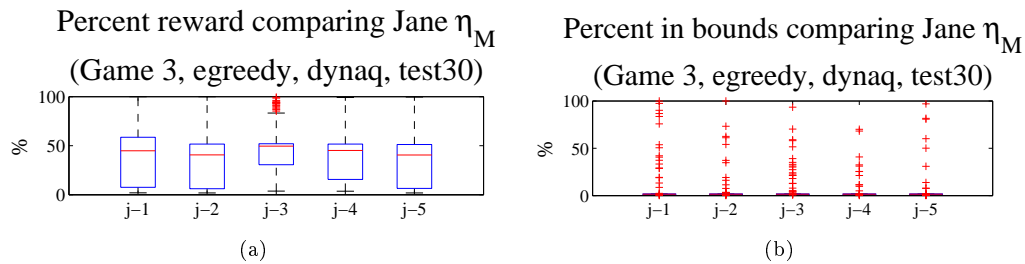 Percent reward comparing Jane η_M
(Game 3, egreedy, dynaq, test30)
100
50
0
%
j−1 j−2 j−3 j−4 j−5
(a)
Percent in bounds comparing Jane η_M
(Game 3, egreedy, dynaq, test30)
100
50
0
%
j−1 j−2 j−3 j−4 j−5
(b)